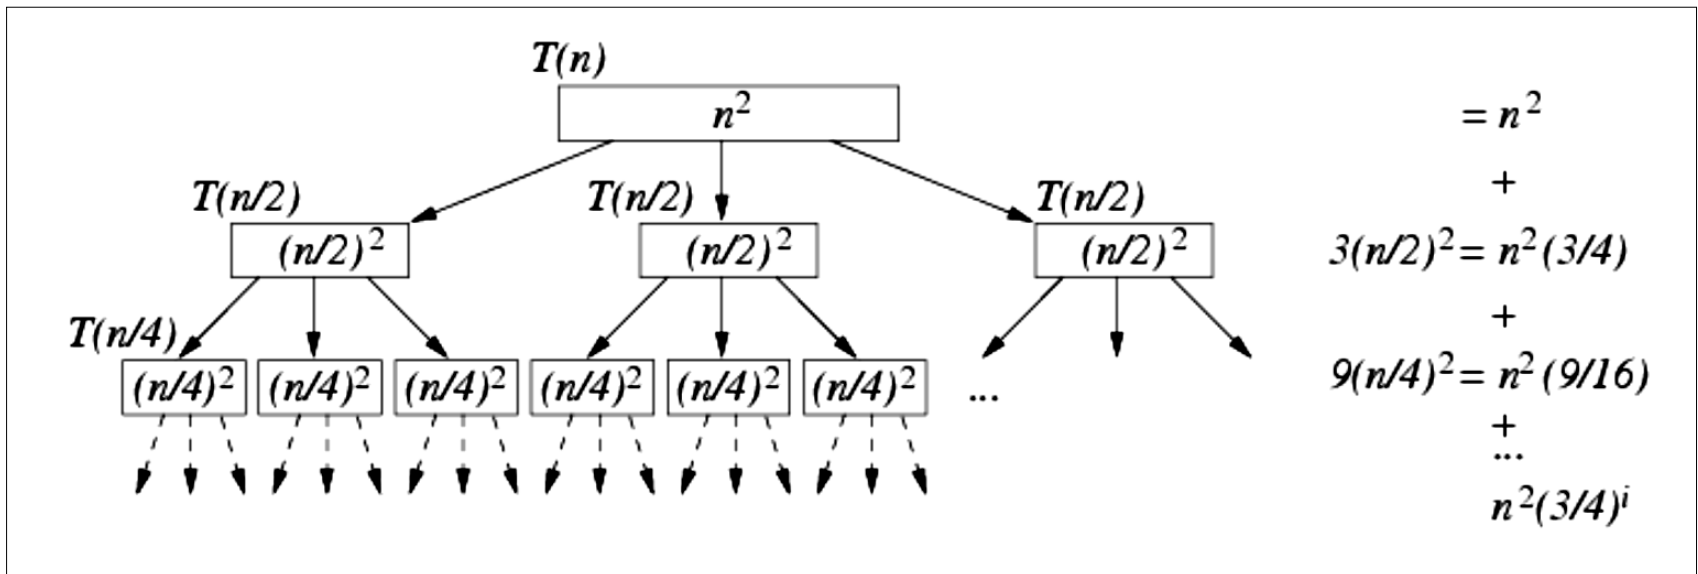 T(n)
n² = n²
+
T(n/2) T(n/2) T(n/2)
(n/2)² (n/2)² (n/2)² 3(n/2)² = n²(3/4)
+
T(n/4)
(n/4)² (n/4)² (n/4)² (n/4)² (n/4)² (n/4)² ... 9(n/4)² = n²(9/16)
+
...
n²(3/4)ⁱ